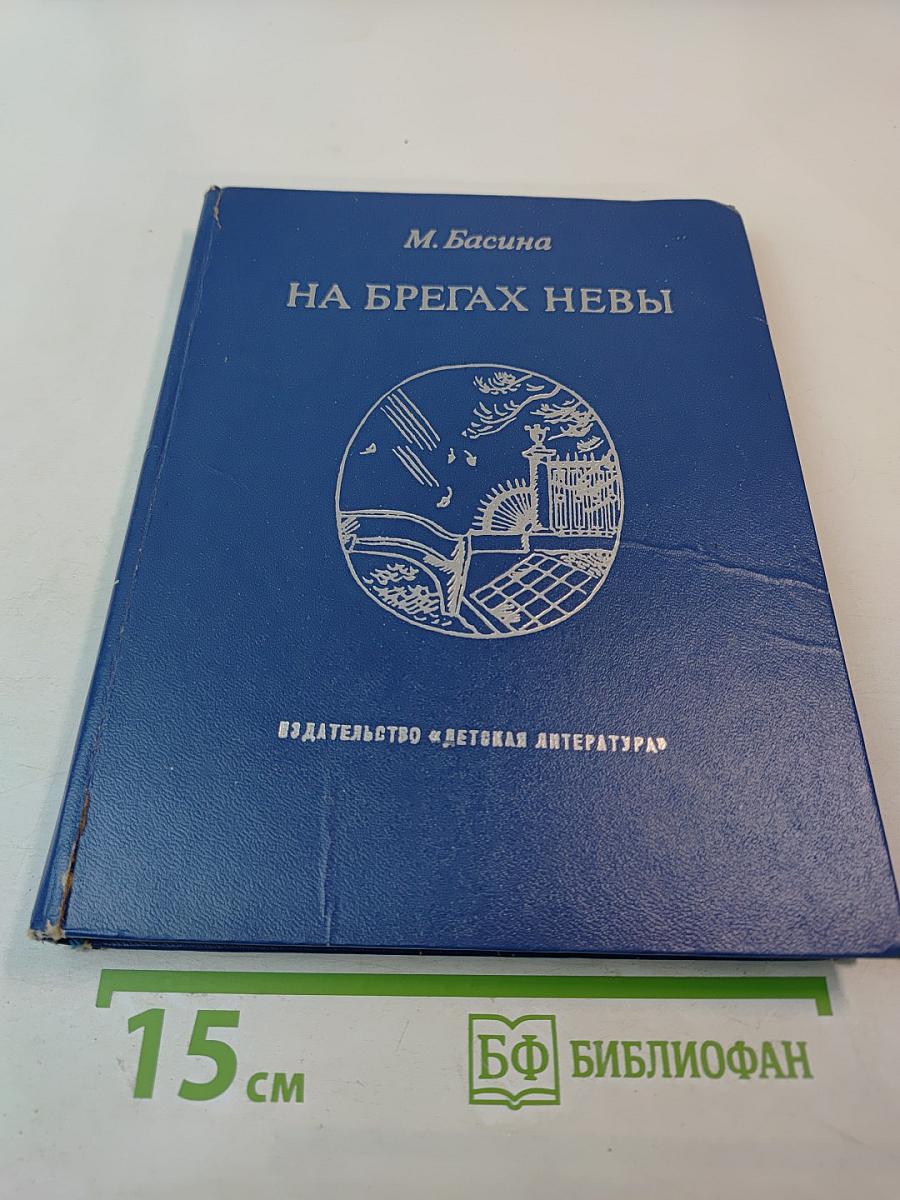 М. Басина
НА БРЕГАХ НЕВЫ
ИЗДАТЕЛЬСТВО «ДЕТСКАЯ ЛИТЕРАТУРА»
15 см
БФ БИБЛИОФАН